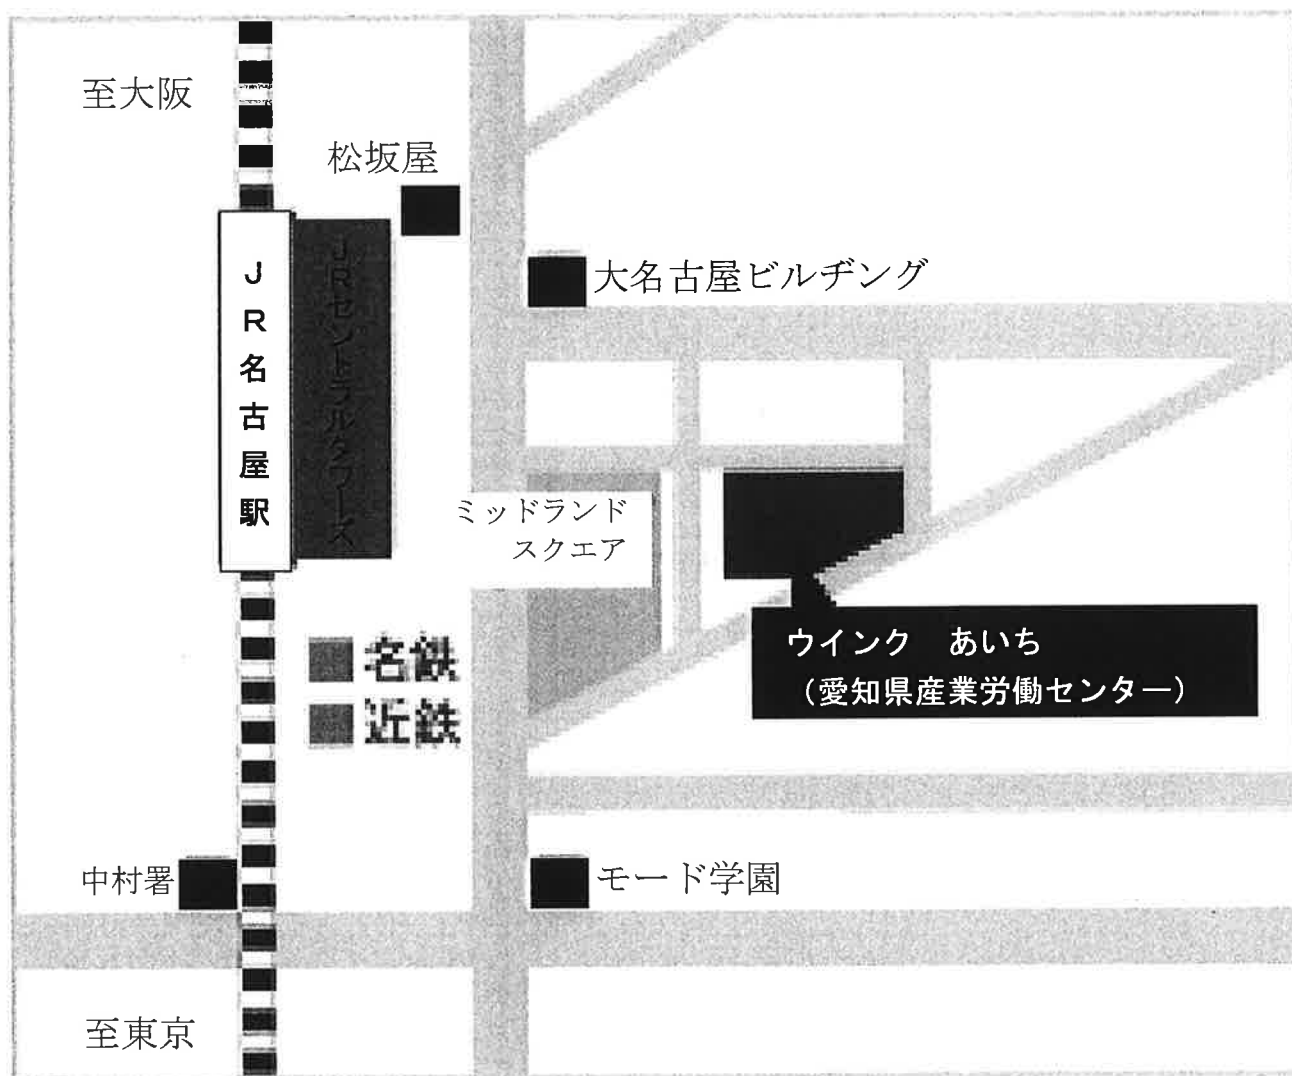 至大阪
松坂屋
JR名古屋駅
JRセントラルタワーズ
大名古屋ビルヂング
ミッドランド
スクエア
名鉄
近鉄
ウインク　あいち
（愛知県産業労働センター）
中村署
モード学園
至東京